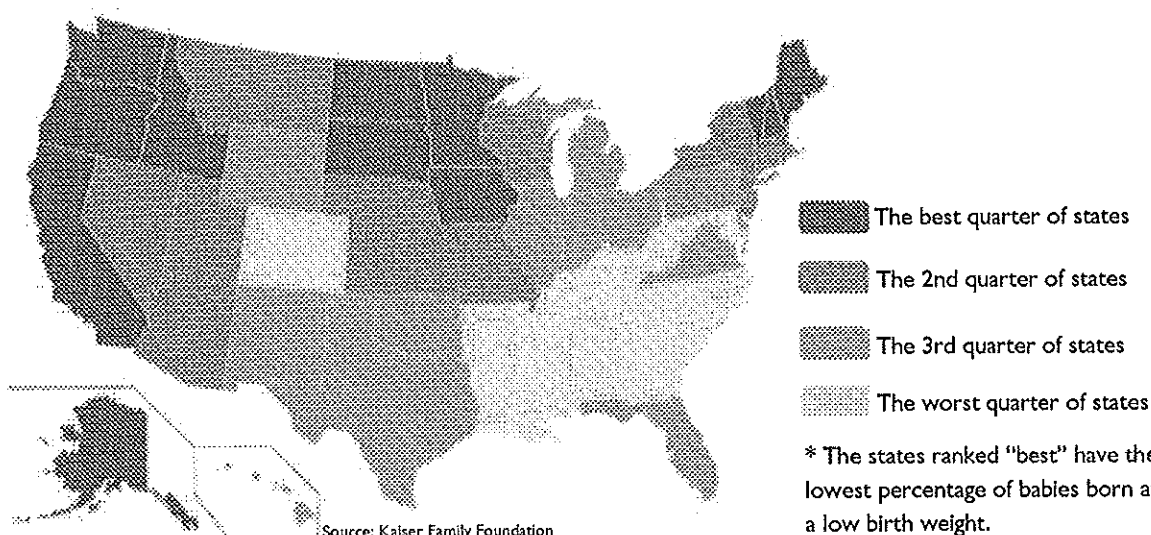 The best quarter of states
The 2nd quarter of states
The 3rd quarter of states
The worst quarter of states
* The states ranked "best" have the
lowest percentage of babies born a
a low birth weight.
Source: Kaiser Family Foundation